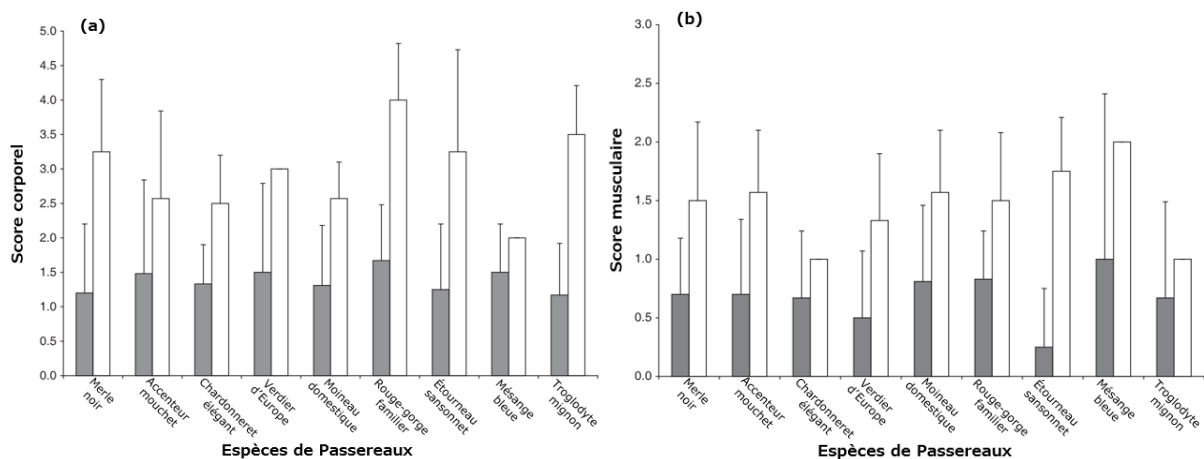 (a)
Score corporel
5.0
4.5
4.0
3.5
3.0
2.5
2.0
1.5
1.0
0.5
0.0
Merle
noir
Accenteur
mouchet
Chardonneret
élégant
Verdier
d'Europe
Moineau
domestique
Rouge-gorge
familier
Étourneau
sansonnet
Mésange
bleue
Troglodyte
mignon
Espèces de Passereaux
(b)
Score musculaire
3.0
2.5
2.0
1.5
1.0
0.5
0.0
Merle
noir
Accenteur
mouchet
Chardonneret
élégant
Verdier
d'Europe
Moineau
domestique
Rouge-gorge
familier
Étourneau
sansonnet
Mésange
bleue
Troglodyte
mignon
Espèces de Passereaux